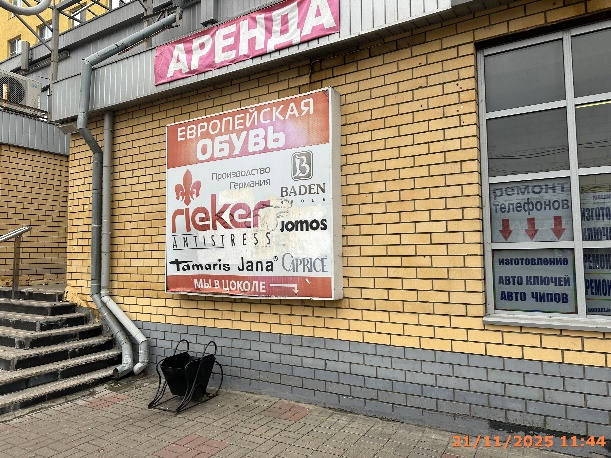 АРЕНДА
ЕВРОПЕЙСКАЯ
ОБУВЬ
Производство
Германия
B
BADEN
rieker
ANTISTRESS
Jomos
Tamaris Jana® CAPRICE
МЫ В ЦОКОЛЕ
ремонт
телефонов
ИЗГОТОВЛЕНИЕ
АВТО КЛЮЧЕЙ
АВТО ЧИПОВ
21/11/2025 11:44